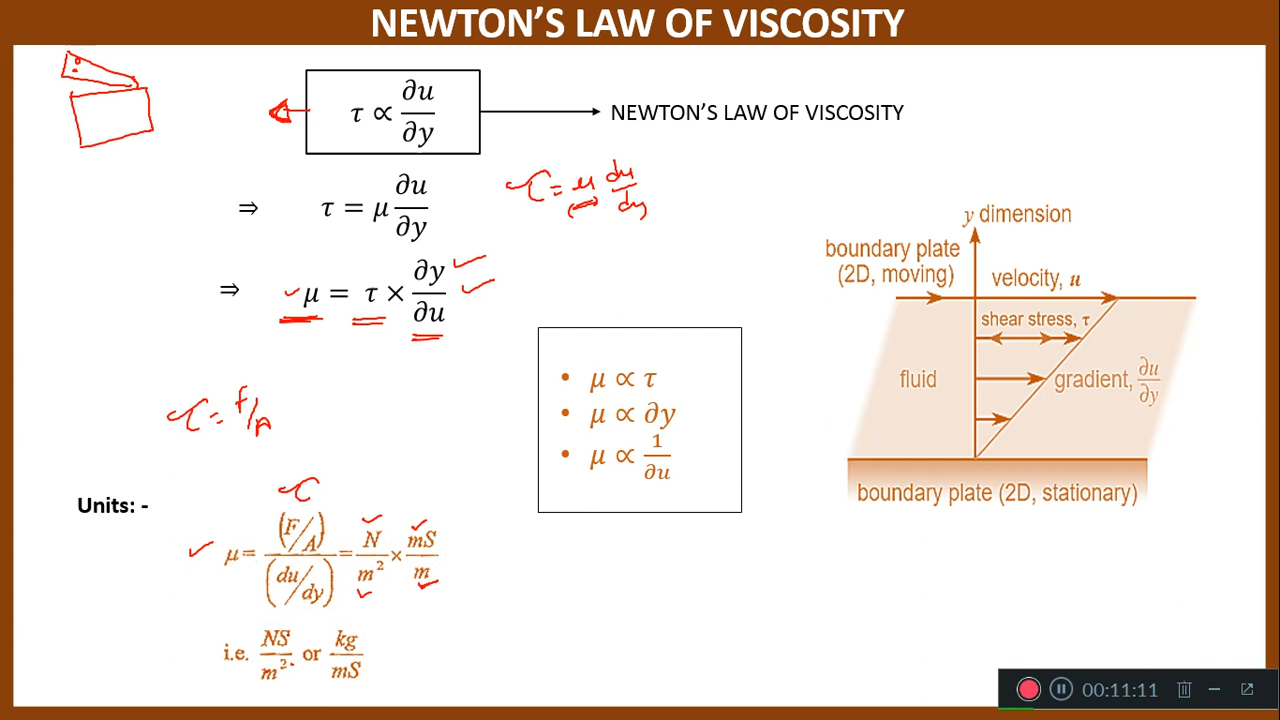 NEWTON’S LAW OF VISCOSITY
τ ∝ ∂u/∂y
NEWTON’S LAW OF VISCOSITY
⇒ τ = μ ∂u/∂y
τ = μ du/dy
⇒ μ = τ × ∂y/∂u
• μ ∝ τ
• μ ∝ ∂y
• μ ∝ 1/∂u
τ = F/A
y dimension
boundary plate
(2D, moving)
velocity, u
shear stress, τ
fluid
gradient, ∂u/∂y
boundary plate (2D, stationary)
Units: -
τ
μ = (F/A)/(du/dy) = N/m² × mS/m
i.e. NS/m². or kg/mS
00:11:11